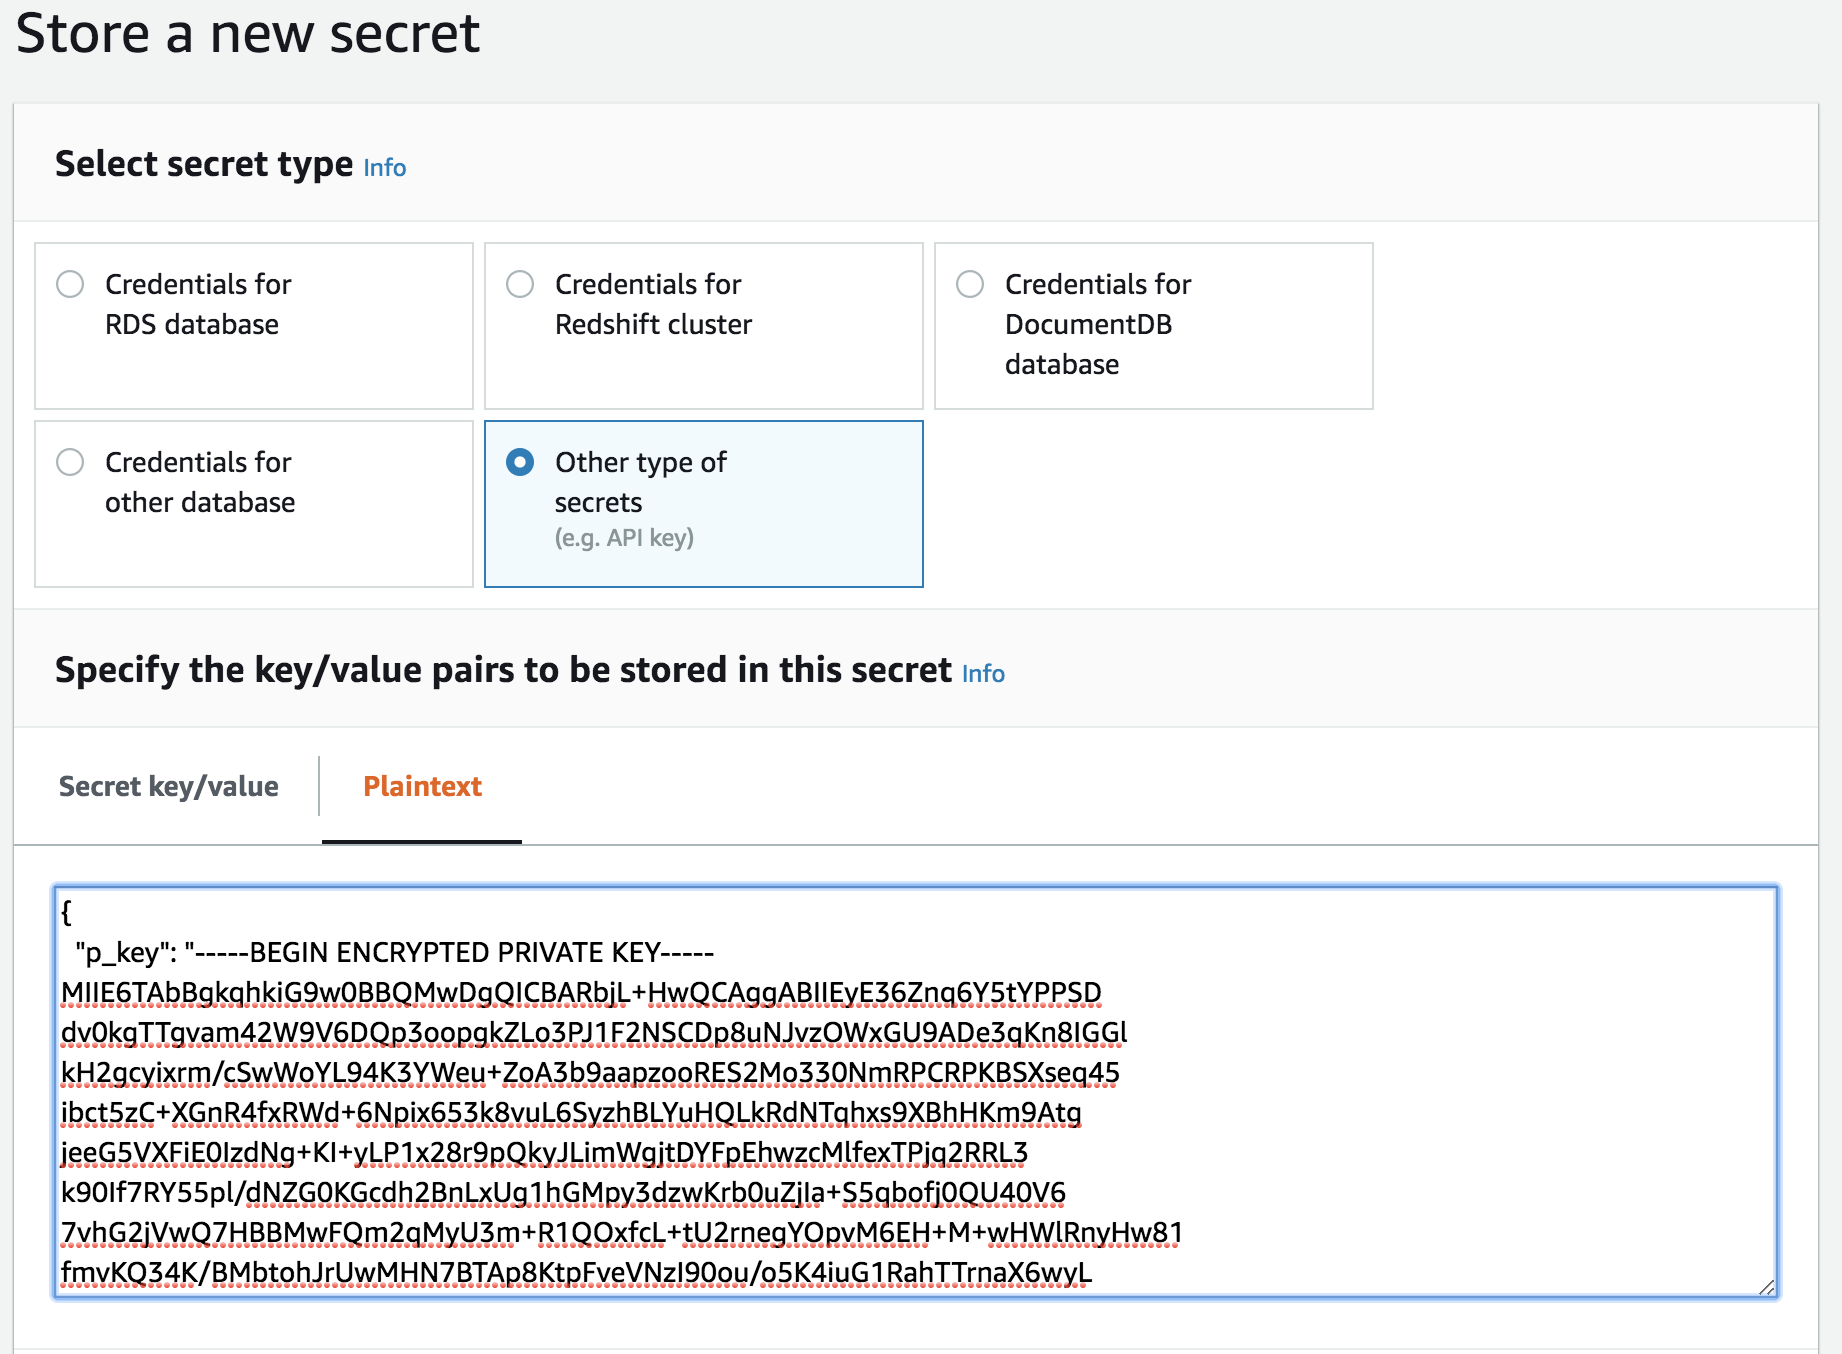 Store a new secret
Select secret type Info
Credentials for
RDS database
Credentials for
Redshift cluster
Credentials for
DocumentDB
database
Credentials for
other database
Other type of
secrets
(e.g. API key)
Specify the key/value pairs to be stored in this secret Info
Secret key/value
Plaintext
{
"p_key": "-----BEGIN ENCRYPTED PRIVATE KEY-----
MIIE6TAbBgkqhkiG9w0BBQMwDgQICBARbjL+HwQCAggABIIEyE36Znq6Y5tYPPSD
dv0kgTTgvam42W9V6DQp3oopgkZLo3PJ1F2NSCDp8uNJvzOWxGU9ADe3qKn8IGGl
kH2gcyixrm/cSwWoYL94K3YWeu+ZoA3b9aapzooRES2Mo330NmRPCRPKBSXseq45
ibct5zC+XGnR4fxRWd+6Npix653k8vuL6SyzhBLYuHQLkRdNTqhxs9XBhHKm9Atg
jeeG5VXFiE0IzdNg+KI+yLP1x28r9pQkyJLimWgjtDYFpEhwzcMlfexTPjq2RRL3
k90If7RY55pl/dNZG0KGcdh2BnLxUg1hGMpy3dzwKrb0uZjIa+S5qbofj0QU40V6
7vhG2jVwQ7HBBMwFQm2qMyU3m+R1QOxfcL+tU2rnegYOpvM6EH+M+wHWlRnyHw81
fmvKQ34K/BMbtohJrUwMHN7BTAp8KtpFveVNzI90ou/o5K4iuG1RahTTrnaX6wyL